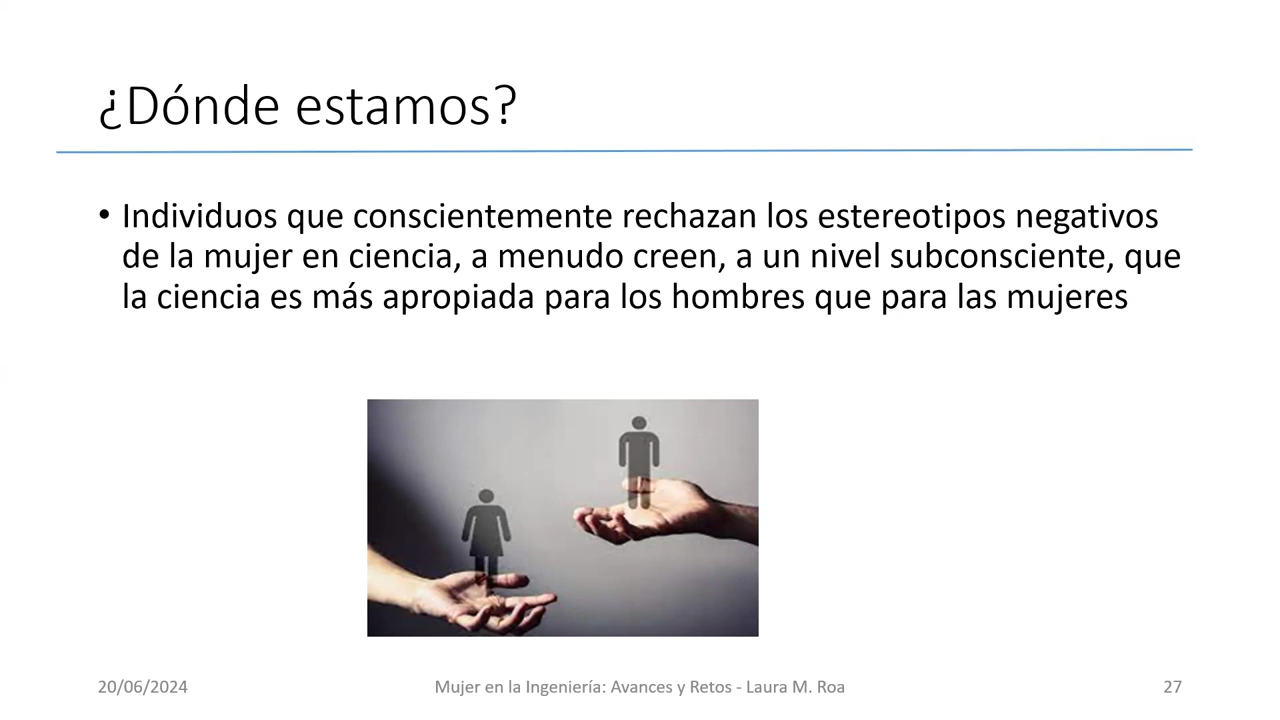 ¿Dónde estamos?
• Individuos que conscientemente rechazan los estereotipos negativos
de la mujer en ciencia, a menudo creen, a un nivel subconsciente, que
la ciencia es más apropiada para los hombres que para las mujeres
20/06/2024
Mujer en la Ingeniería: Avances y Retos - Laura M. Roa
27